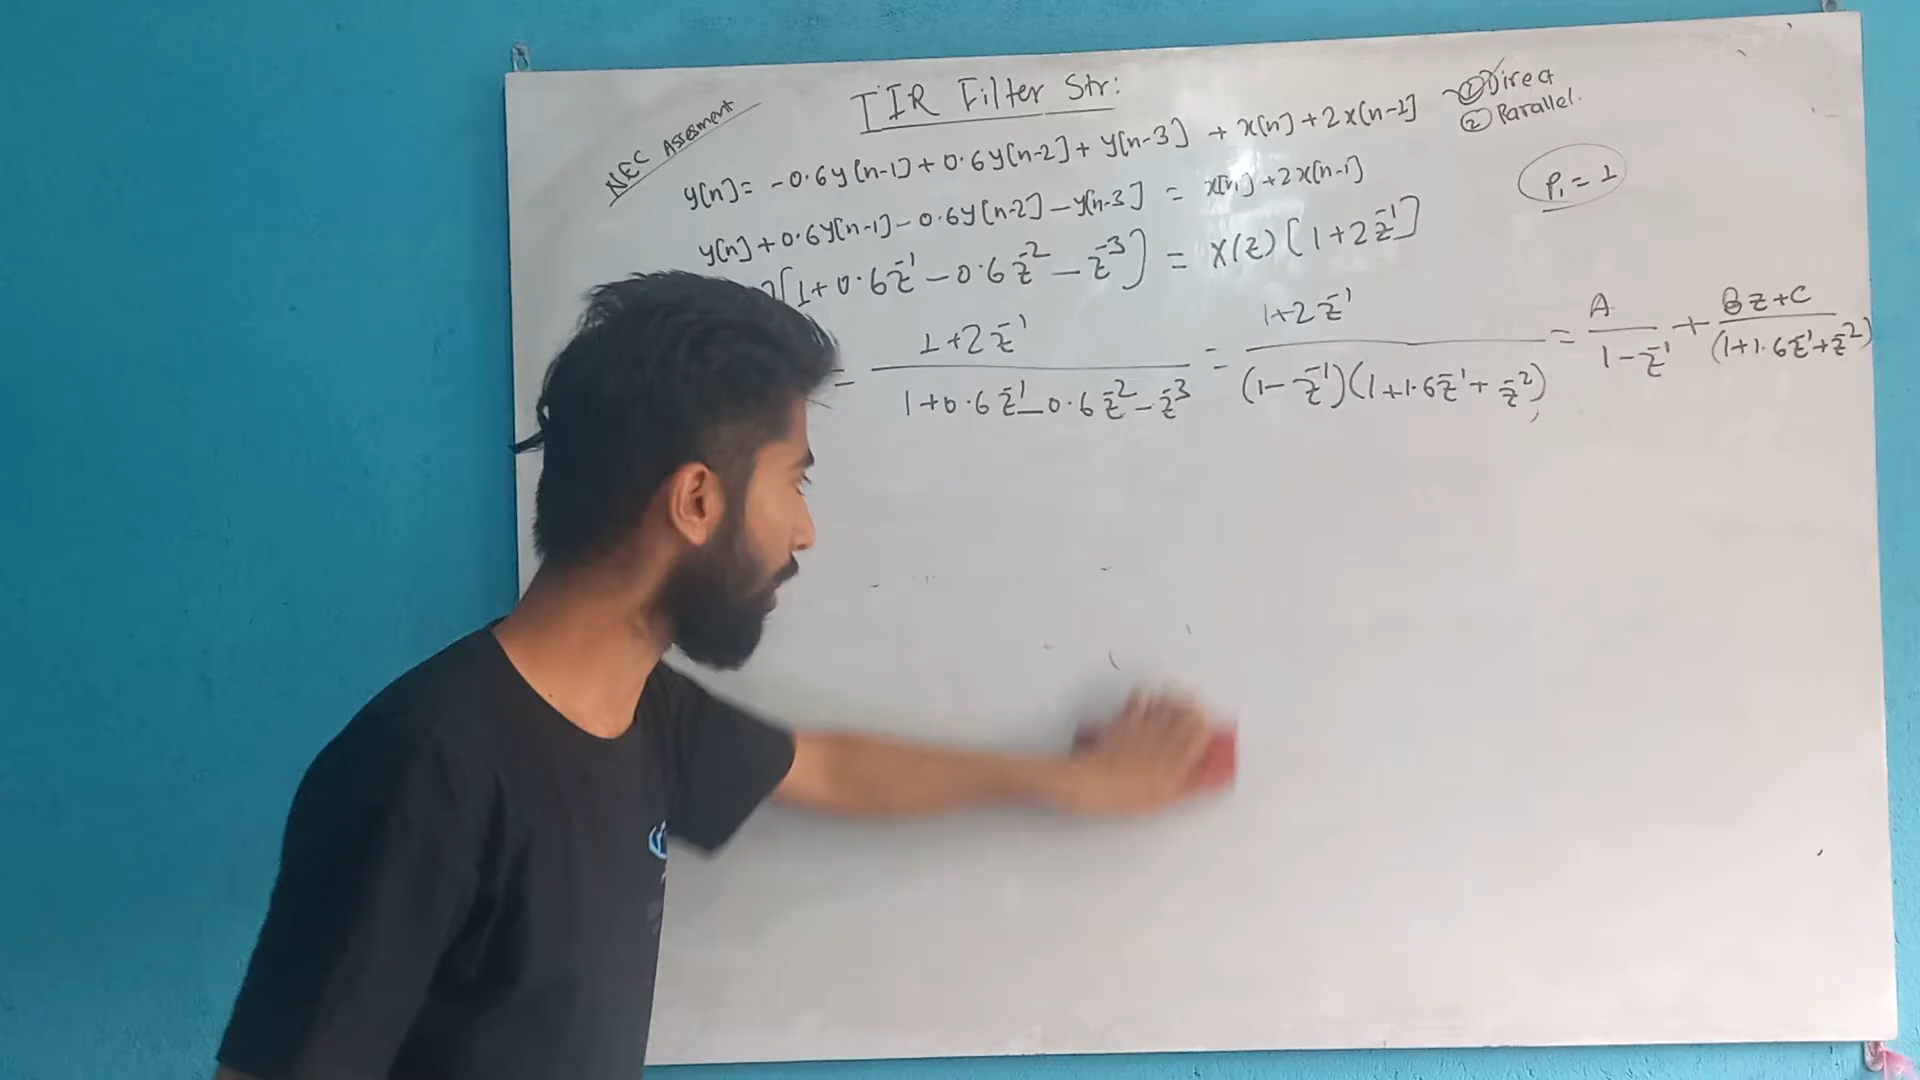 IIR Filter Str:
NEC Assesment
① Direct
② Parallel.
y[n] = -0.6y[n-1] + 0.6y[n-2] + y[n-3] + x[n] + 2x[n-1]
y[n] + 0.6y[n-1] - 0.6y[n-2] - y[n-3] = x[n] + 2x[n-1]
P₁ = 1
[1 + 0.6z⁻¹ - 0.6z⁻² - z⁻³] = X(z)[1 + 2z⁻¹]
= (1 + 2z⁻¹) / (1 + 0.6z⁻¹ - 0.6z⁻² - z⁻³) = (1 + 2z⁻¹) / ((1 - z⁻¹)(1 + 1.6z⁻¹ + z⁻²)) = A / (1 - z⁻¹) + (Bz + C) / (1 + 1.6z⁻¹ + z⁻²)